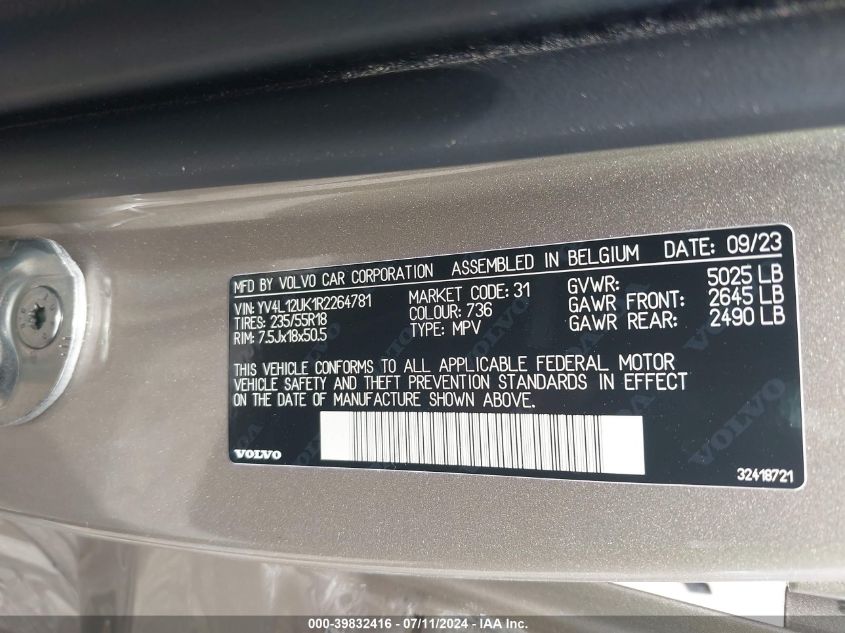 MFD BY VOLVO CAR CORPORATION ASSEMBLED IN BELGIUM DATE: 09/23
VIN: YV4L12UK1R2264781 MARKET CODE: 31 GVWR: 5025 LB
TIRES: 235/55R18 COLOUR: 736 GAWR FRONT: 2645 LB
RIM: 7.5Jx18x50.5 TYPE: MPV GAWR REAR: 2490 LB
THIS VEHICLE CONFORMS TO ALL APPLICABLE FEDERAL MOTOR
VEHICLE SAFETY AND THEFT PREVENTION STANDARDS IN EFFECT
ON THE DATE OF MANUFACTURE SHOWN ABOVE.
VOLVO
VOLVO
32418721
000-39832416 - 07/11/2024 - IAA Inc.